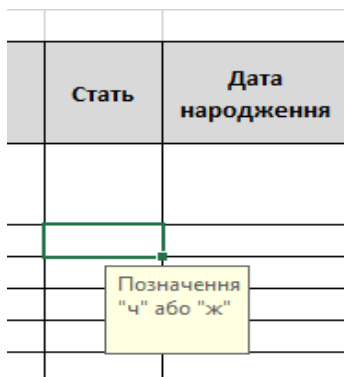 Стать
Дата
народження
Позначення
"ч" або "ж"